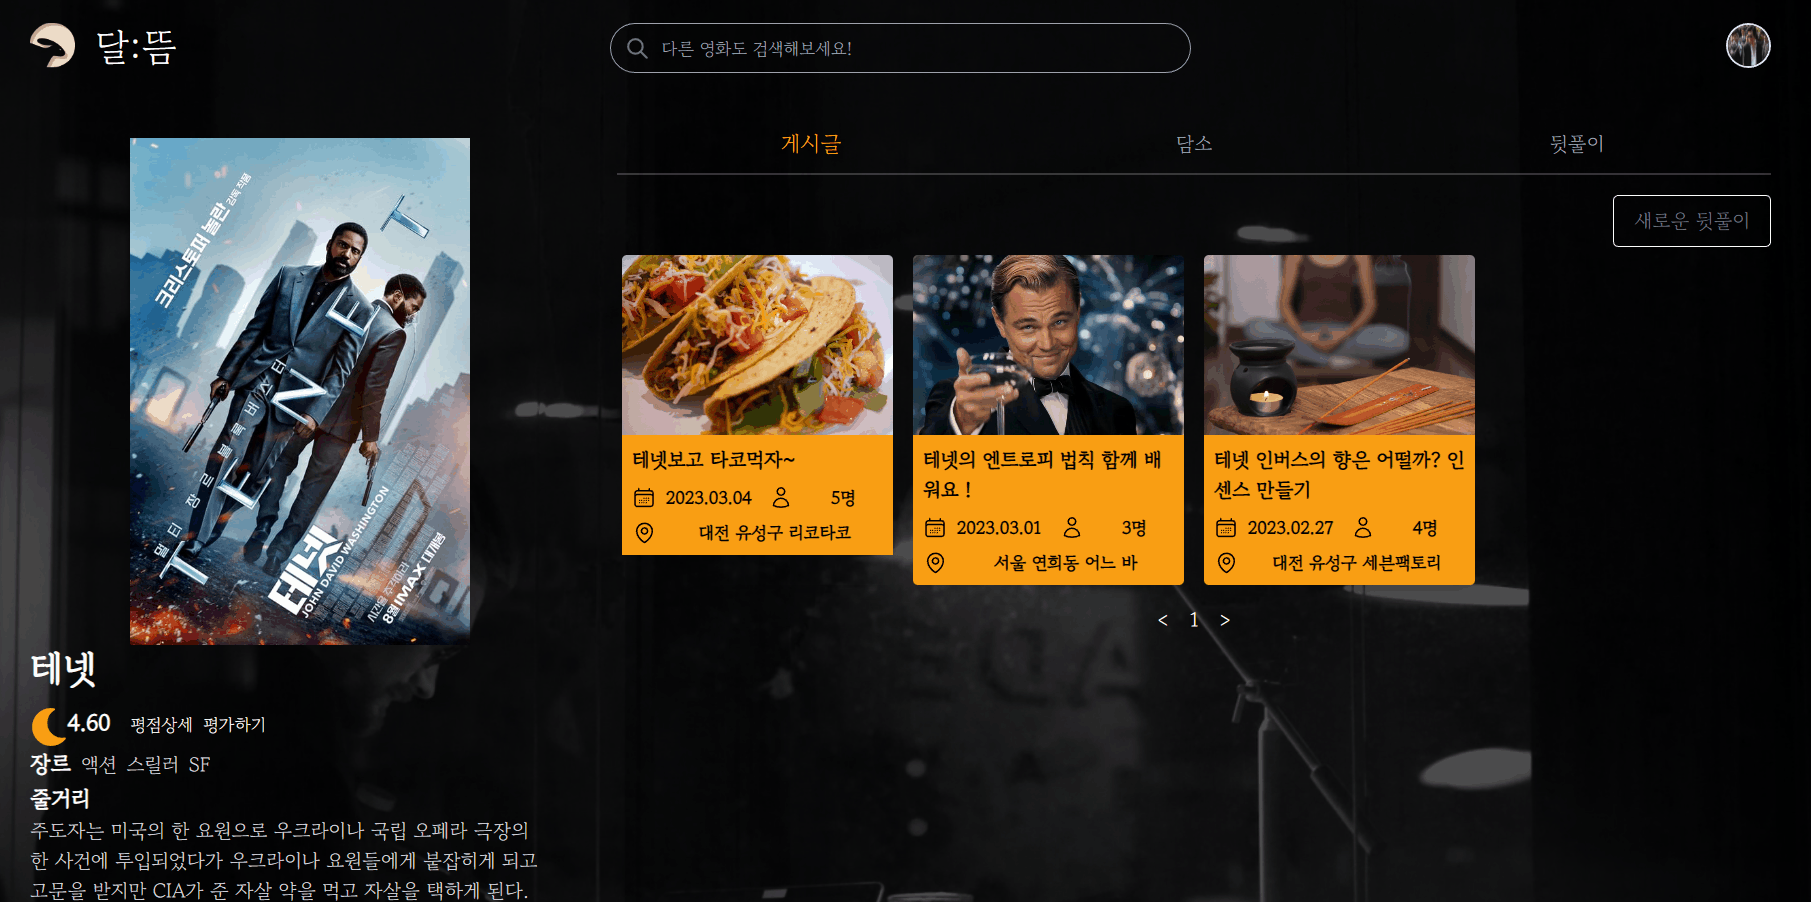 달:뜸
다른 영화도 검색해보세요!
게시글
담소
뒷풀이
새로운 뒷풀이
크리스토퍼 놀란 감독 작품
T
덜 티 장 르 를 블 록 버 스 터
TENET
테넷
JOHN DAVID WASHINGTON
8월 IMAX 대개봉
테넷보고 타코먹자~
2023.03.04 5명
대전 유성구 리코타코
테넷의 엔트로피 법칙 함께 배
워요 !
2023.03.01 3명
서울 연희동 어느 바
테넷 인버스의 향은 어떨까? 인
센스 만들기
2023.02.27 4명
대전 유성구 세븐팩토리
< 1 >
테넷
4.60 평점상세 평가하기
장르 액션 스릴러 SF
줄거리
주도자는 미국의 한 요원으로 우크라이나 국립 오페라 극장의
한 사건에 투입되었다가 우크라이나 요원들에게 붙잡히게 되고
고문을 받지만 CIA가 준 자살 약을 먹고 자살을 택하게 된다.